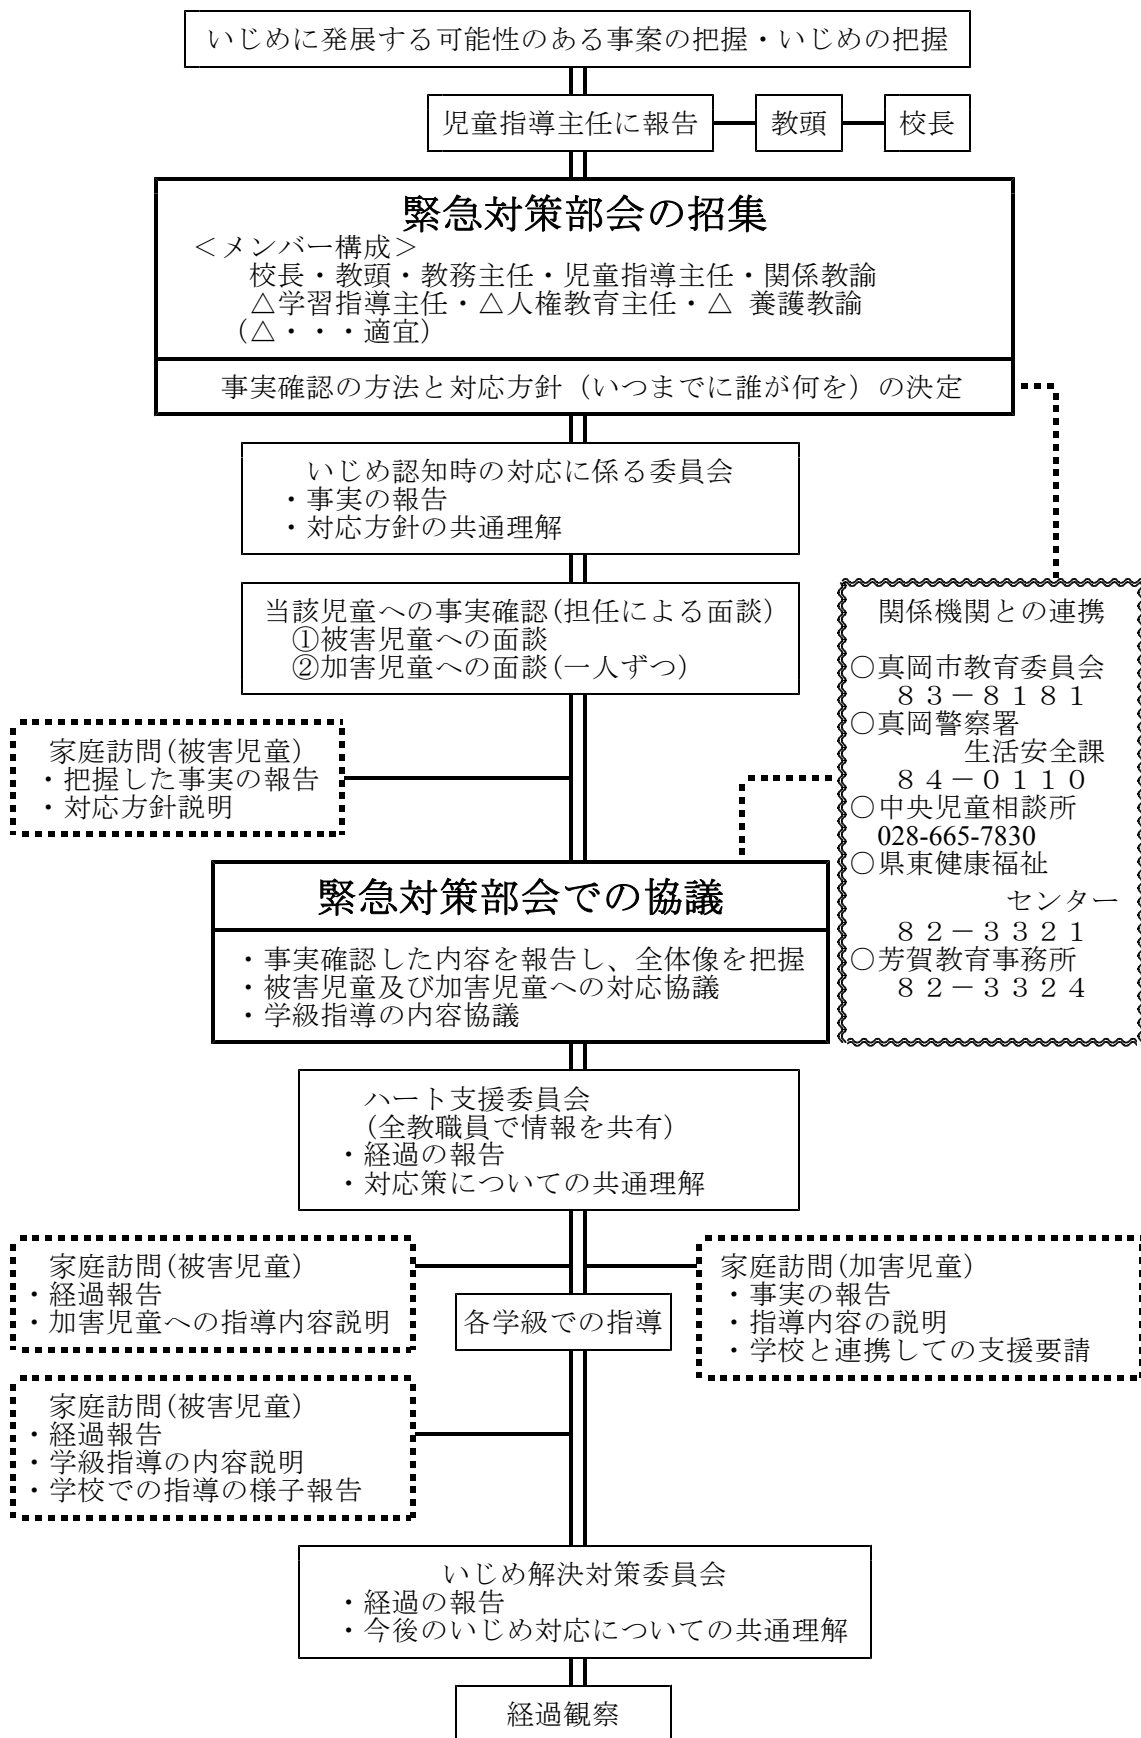 いじめに発展する可能性のある事案の把握・いじめの把握
児童指導主任に報告
教頭
校長
緊急対策部会の招集
＜メンバー構成＞
校長・教頭・教務主任・児童指導主任・関係教諭
△学習指導主任・△人権教育主任・△ 養護教諭
(△・・・適宜)
事実確認の方法と対応方針（いつまでに誰が何を）の決定
いじめ認知時の対応に係る委員会
・事実の報告
・対応方針の共通理解
当該児童への事実確認(担任による面談)
①被害児童への面談
②加害児童への面談(一人ずつ)
関係機関との連携
○真岡市教育委員会
８３－８１８１
○真岡警察署
生活安全課
８４－０１１０
○中央児童相談所
028-665-7830
○県東健康福祉
センター
８２－３３２１
○芳賀教育事務所
８２－３３２４
家庭訪問(被害児童)
・把握した事実の報告
・対応方針説明
緊急対策部会での協議
・事実確認した内容を報告し、全体像を把握
・被害児童及び加害児童への対応協議
・学級指導の内容協議
ハート支援委員会
(全教職員で情報を共有)
・経過の報告
・対応策についての共通理解
家庭訪問(被害児童)
・経過報告
・加害児童への指導内容説明
各学級での指導
家庭訪問(加害児童)
・事実の報告
・指導内容の説明
・学校と連携しての支援要請
家庭訪問(被害児童)
・経過報告
・学級指導の内容説明
・学校での指導の様子報告
いじめ解決対策委員会
・経過の報告
・今後のいじめ対応についての共通理解
経過観察